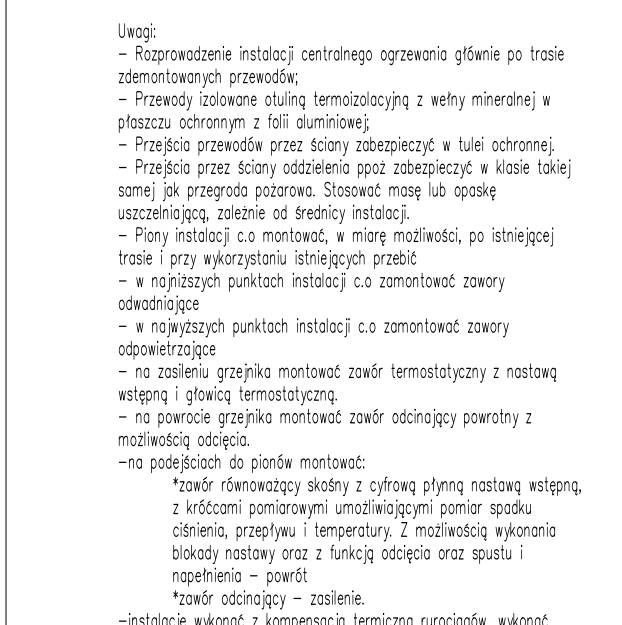 Uwagi:
– Rozprowadzenie instalacji centralnego ogrzewania głównie po trasie
zdemontowanych przewodów;
– Przewody izolowane otuliną termoizolacyjną z wełny mineralnej w
płaszczu ochronnym z folii aluminiowej;
– Przejścia przewodów przez ściany zabezpieczyć w tulei ochronnej.
– Przejścia przez ściany oddzielenia ppoż zabezpieczyć w klasie takiej
samej jak przegroda pożarowa. Stosować masę lub opaskę
uszczelniającą, zależnie od średnicy instalacji.
– Piony instalacji c.o montować, w miarę możliwości, po istniejącej
trasie i przy wykorzystaniu istniejących przebić
– w najniższych punktach instalacji c.o zamontować zawory
odwadniające
– w najwyższych punktach instalacji c.o zamontować zawory
odpowietrzające
– na zasileniu grzejnika montować zawór termostatyczny z nastawą
wstępną i głowicą termostatyczną.
– na powrocie grzejnika montować zawór odcinający powrotny z
możliwością odcięcia.
–na podejściach do pionów montować:
*zawór równoważący skośny z cyfrową płynną nastawą wstępną,
z króćcami pomiarowymi umożliwiającymi pomiar spadku
ciśnienia, przepływu i temperatury. Z możliwością wykonania
blokady nastawy oraz z funkcją odcięcia oraz spustu i
napełnienia – powrót
*zawór odcinający – zasilenie.
–instalację wykonać z kompensacją termiczną rurociągów, wykonać